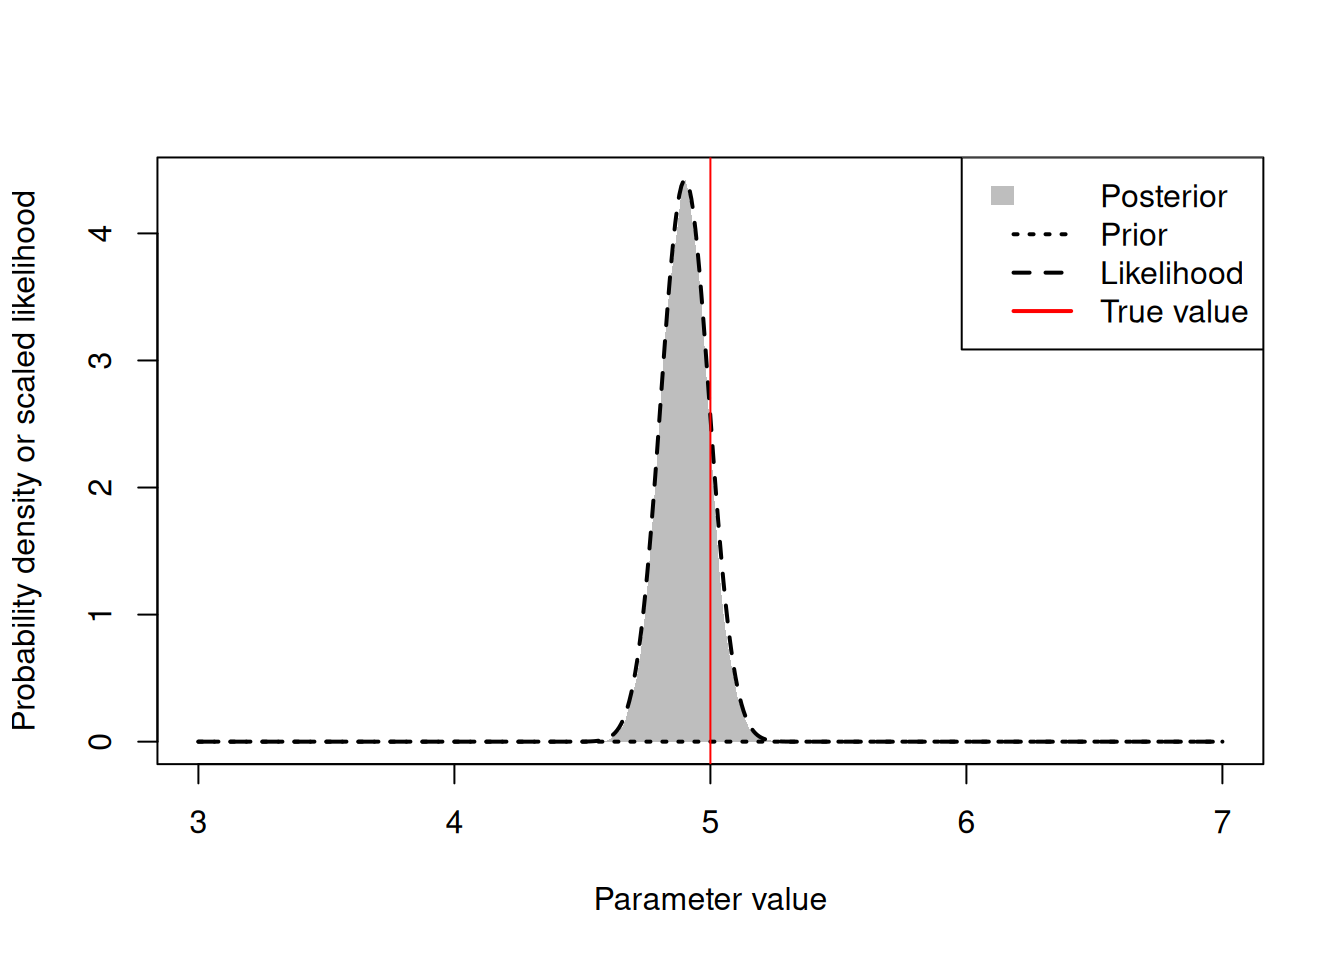 Posterior
Prior
Likelihood
True value
Probability density or scaled likelihood
4
3
2
1
0
3 4 5 6 7
Parameter value